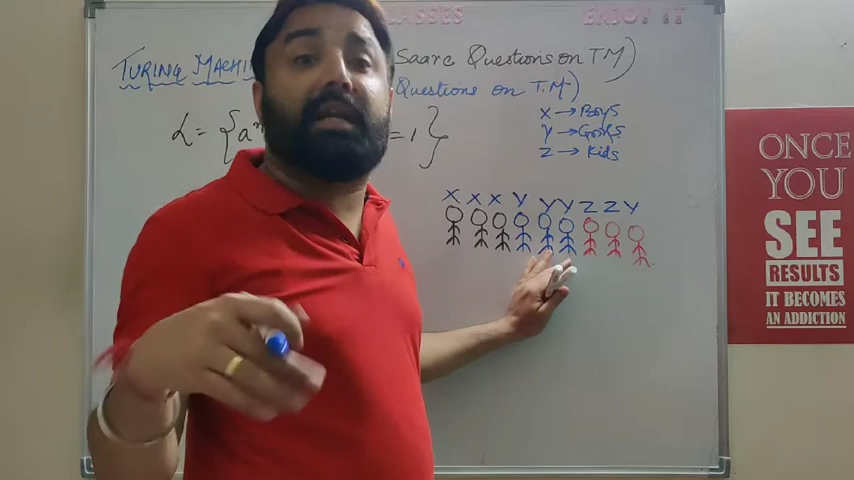 CLASSES ENJOY IT
TURING MACHIN Saare Questions on TM)
Questions on T.M)
L = { a = 1 }
X → Boys
Y → Girls
Z → Kids
X X X Y Y Y Z Z Y
ONCE
YOU
SEE
RESULTS
IT BECOMES
AN ADDICTION